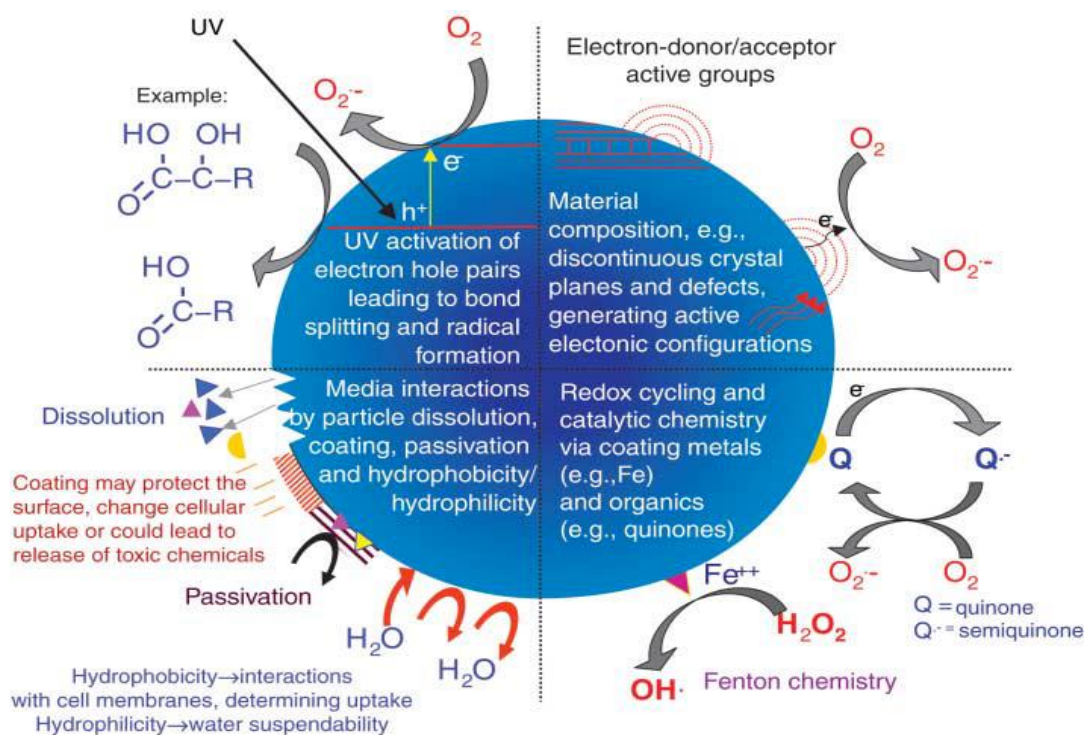 UV
O2
O2·-
Example:
HO OH
O C–C–R
HO
O C–R
e-
h+
UV activation of
electron hole pairs
leading to bond
splitting and radical
formation
Electron-donor/acceptor
active groups
Material
composition, e.g.,
discontinuous crystal
planes and defects,
generating active
electonic configurations
O2
e-
O2·-
Dissolution
Coating may protect the
surface, change cellular
uptake or could lead to
release of toxic chemicals
Passivation
Media interactions
by particle dissolution,
coating, passivation
and hydrophobicity/
hydrophilicity
H2O
H2O
Hydrophobicity→interactions
with cell membranes, determining uptake
Hydrophilicity→water suspendability
Redox cycling and
catalytic chemistry
via coating metals
(e.g.,Fe)
and organics
(e.g., quinones)
e-
Q Q·-
O2·- O2
Q = quinone
Q·- = semiquinone
Fe++
H2O2
OH·
Fenton chemistry